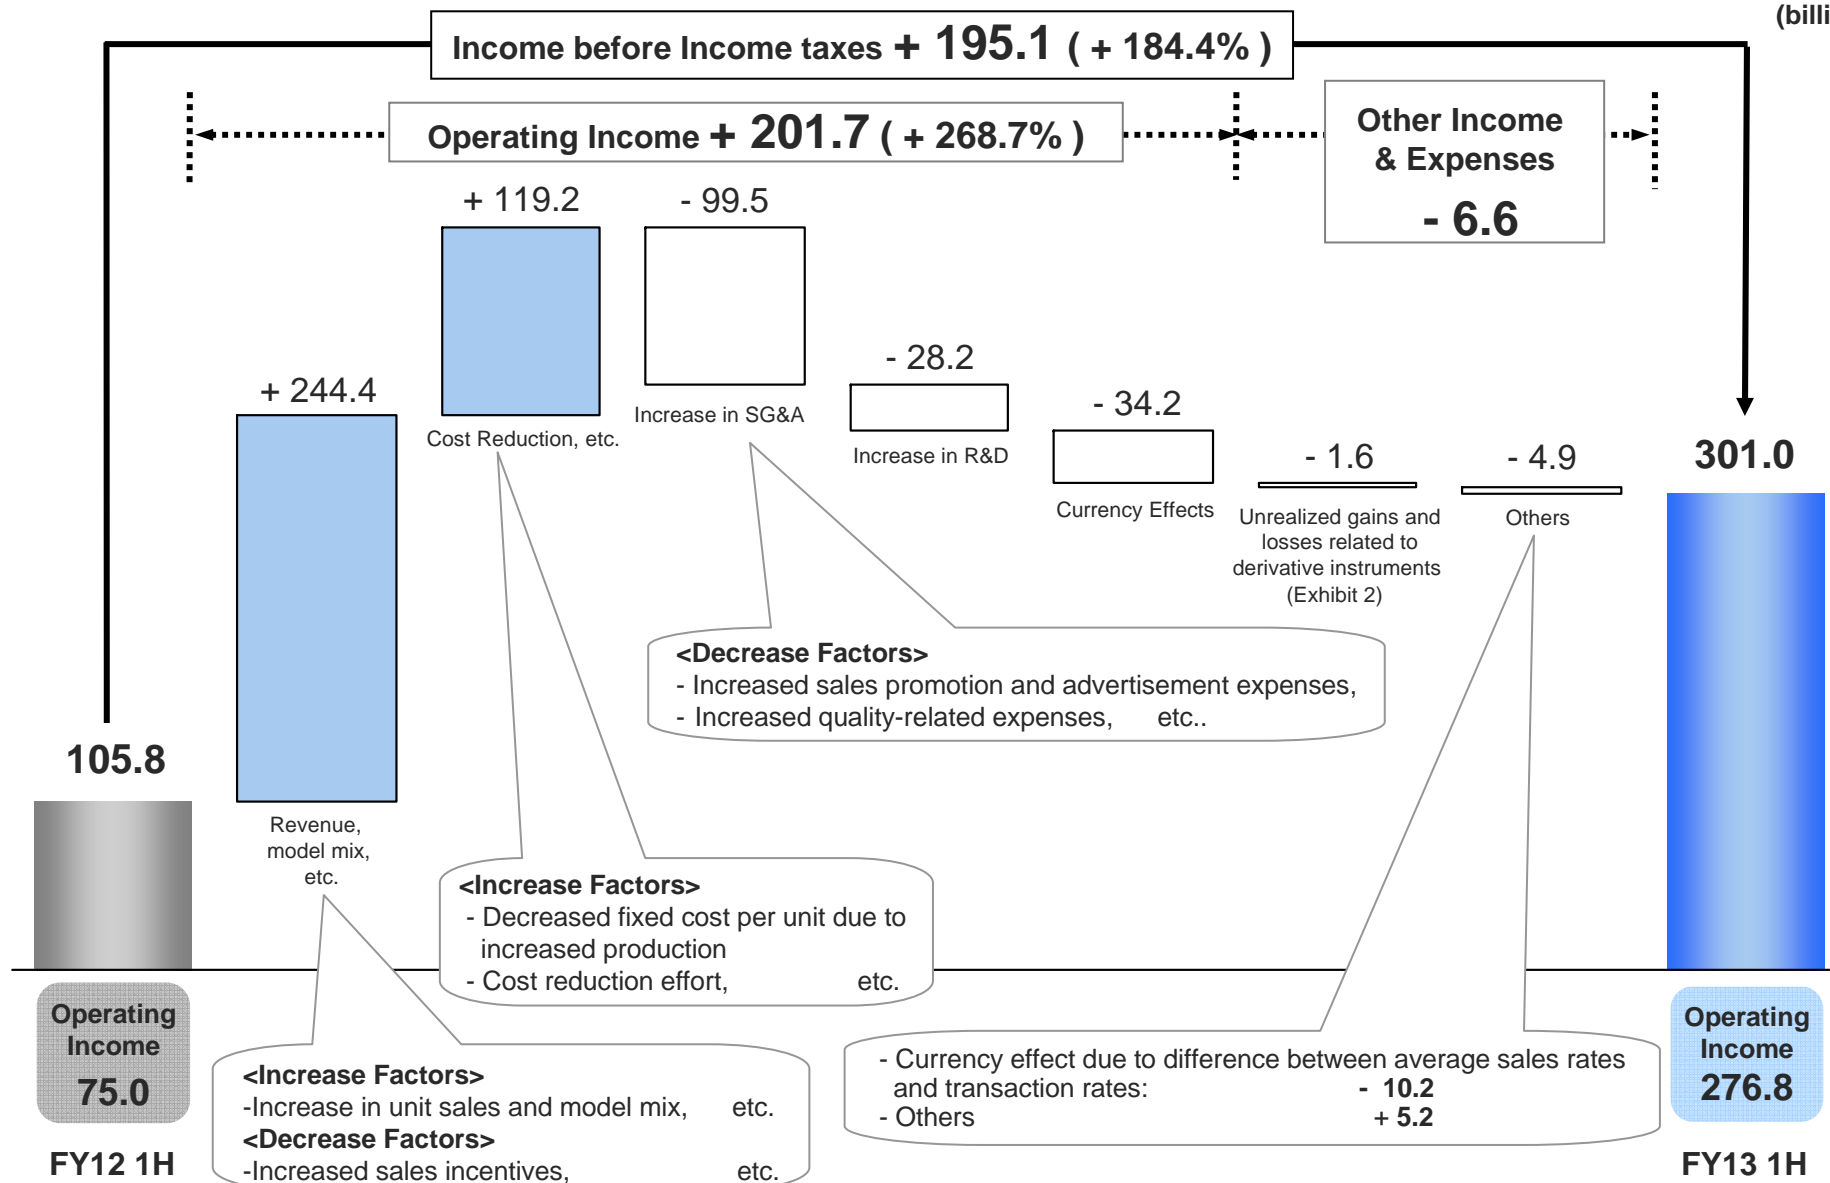 (billi
Income before Income taxes + 195.1 ( + 184.4% )
Operating Income + 201.7 ( + 268.7% )
Other Income
& Expenses
- 6.6
+ 244.4
Revenue,
model mix,
etc.
+ 119.2
Cost Reduction, etc.
- 99.5
Increase in SG&A
- 28.2
Increase in R&D
- 34.2
Currency Effects
- 1.6
Unrealized gains and
losses related to
derivative instruments
(Exhibit 2)
- 4.9
Others
105.8
301.0
<Decrease Factors>
- Increased sales promotion and advertisement expenses,
- Increased quality-related expenses, etc..
<Increase Factors>
- Decreased fixed cost per unit due to
increased production
- Cost reduction effort, etc.
<Increase Factors>
-Increase in unit sales and model mix, etc.
<Decrease Factors>
-Increased sales incentives, etc.
- Currency effect due to difference between average sales rates
and transaction rates: - 10.2
- Others + 5.2
Operating
Income
75.0
FY12 1H
Operating
Income
276.8
FY13 1H